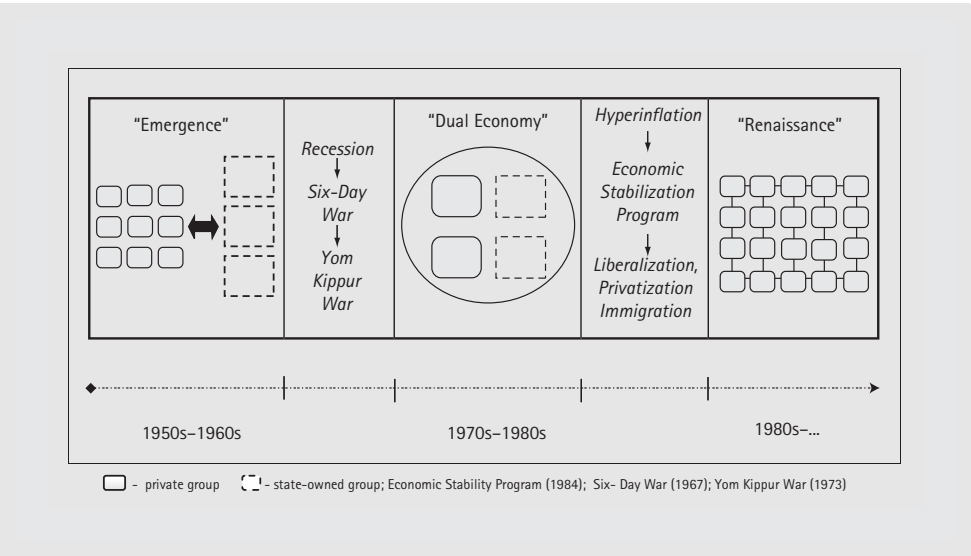 "Emergence"
Recession
Six-Day
War
Yom
Kippur
War
"Dual Economy"
Hyperinflation
Economic
Stabilization
Program
Liberalization,
Privatization
Immigration
"Renaissance"
1950s–1960s
1970s–1980s
1980s–...
- private group
- state-owned group; Economic Stability Program (1984); Six- Day War (1967); Yom Kippur War (1973)